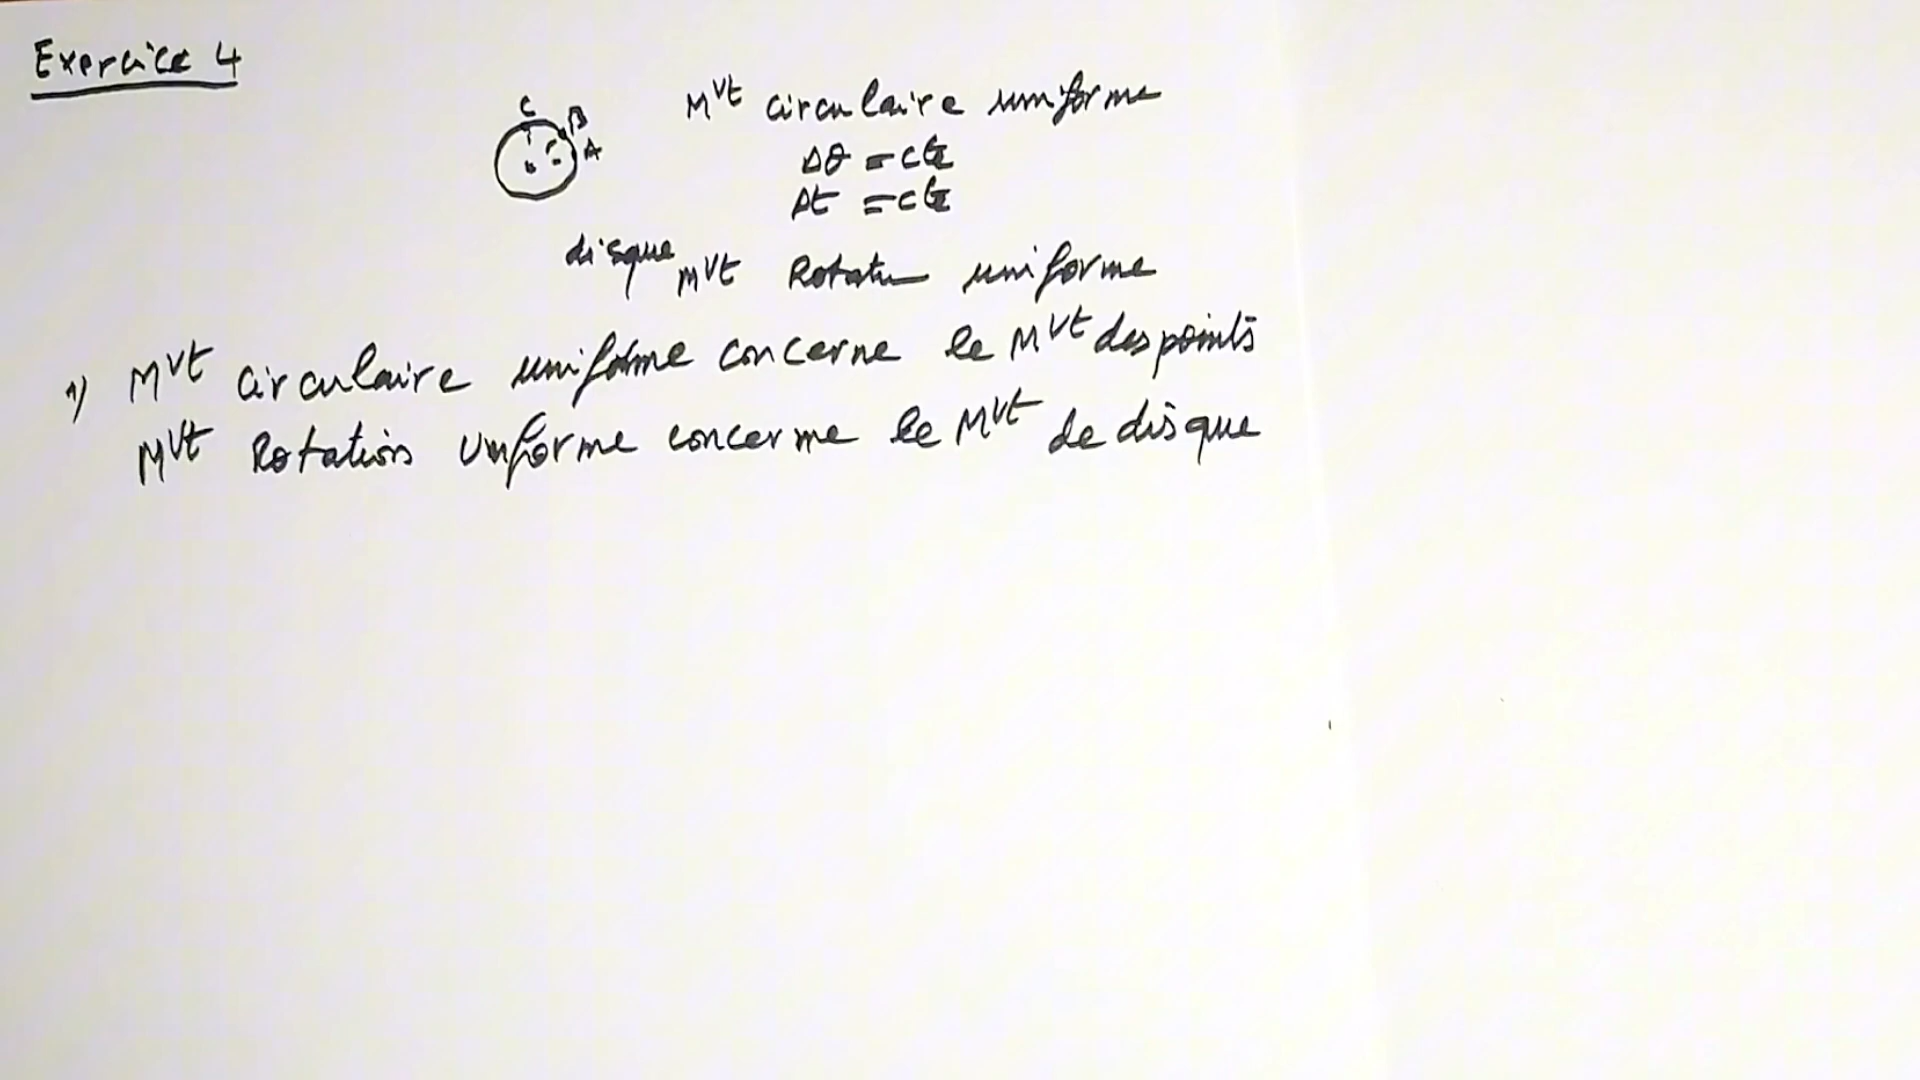 Exercice 4
C
B
A
Mvt circulaire uniforme
Δθ = cte
Δt = cte
disque
Mvt Rotation uniforme
1) Mvt circulaire uniforme concerne le Mvt des points
Mvt Rotation Uniforme concerne le Mvt de disque